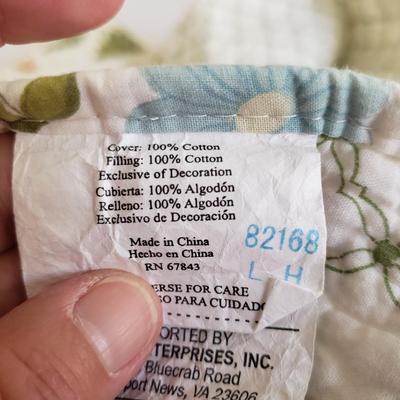 Cover: 100% Cotton
Filling: 100% Cotton
Exclusive of Decoration
Cubierta: 100% Algodón
Relleno: 100% Algodón
Exclusivo de Decoración
Made in China
Hecho en China
RN 67843
82168
L H
ERSE FOR CARE
GO PARA CUIDADO
ORTED BY
TERPRISES, INC.
Bluecrab Road
port News, VA 23606